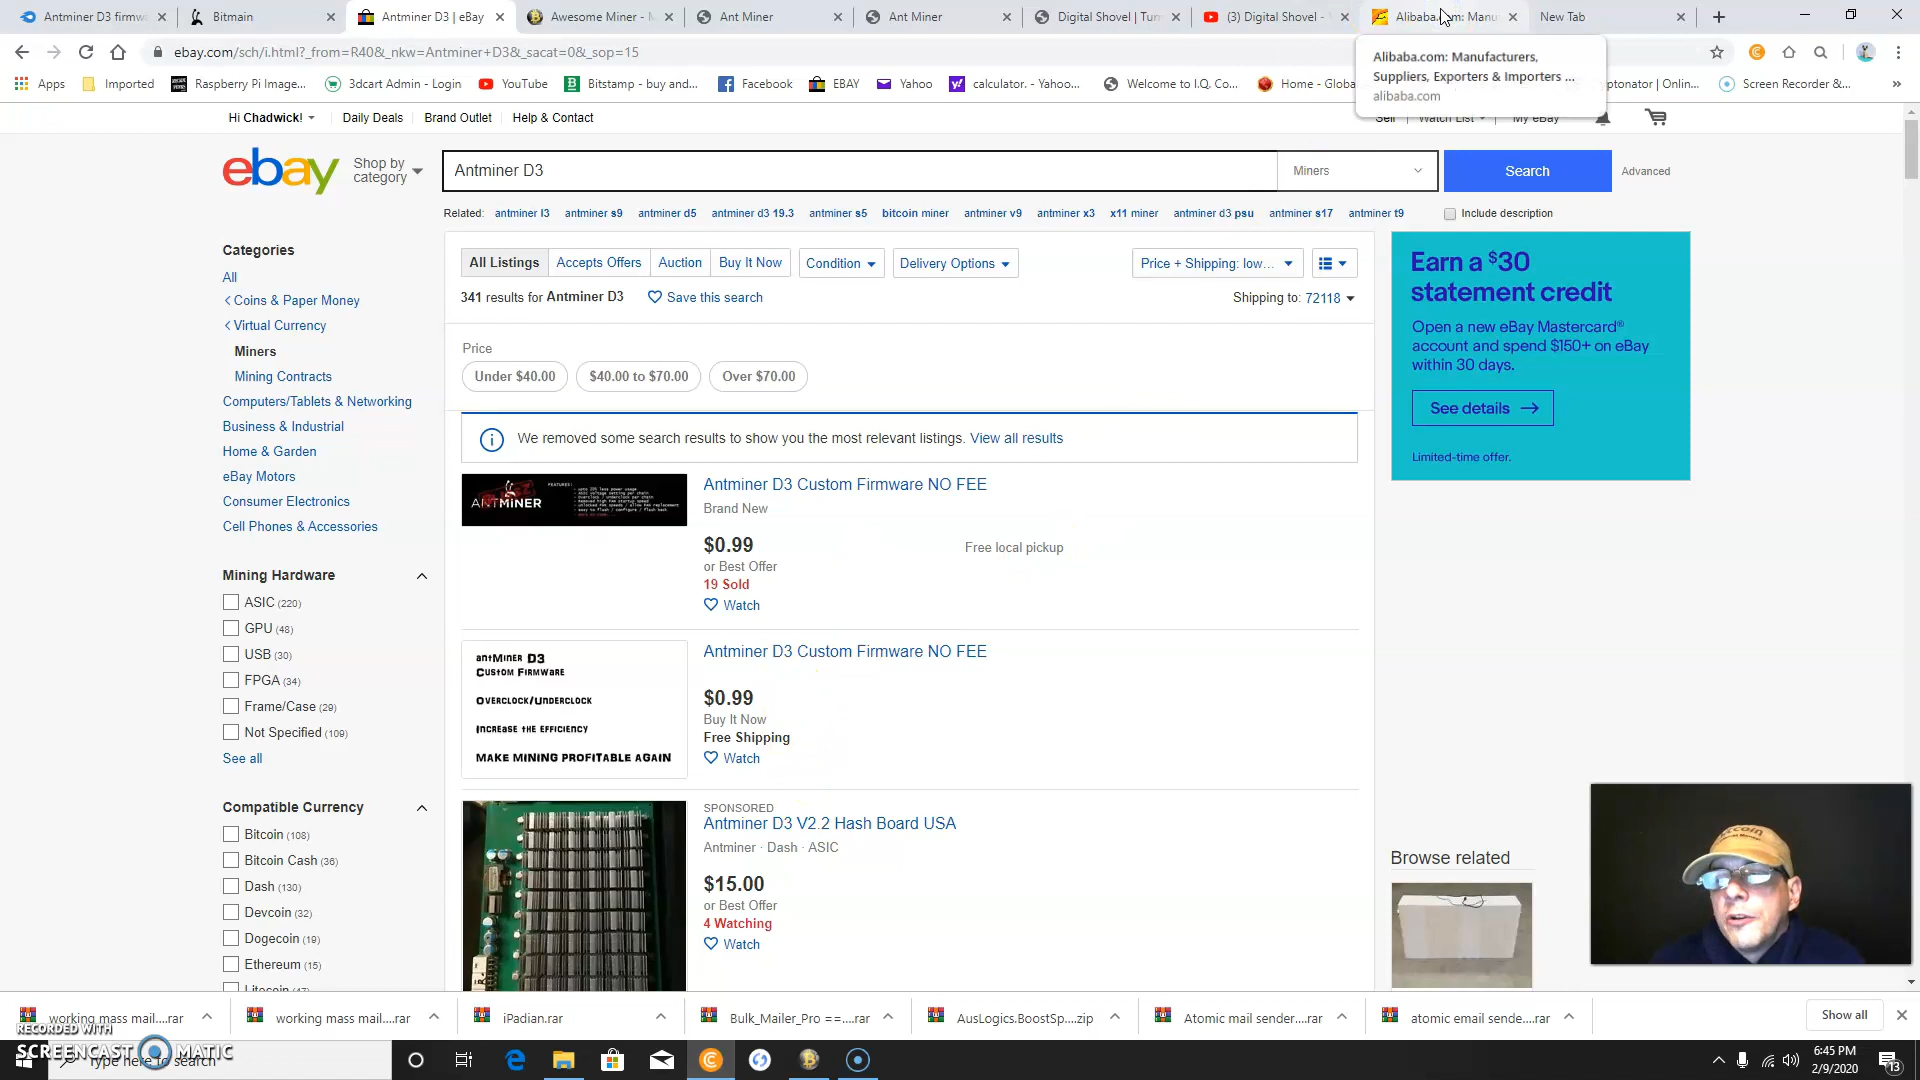 Antminer D3 firmw
Bitmain
Antminer D3 | eBay
Awesome Miner - M
Ant Miner
Ant Miner
Digital Shovel | Tur
(3) Digital Shovel -
Alibaba.com: Manu
New Tab
ebay.com/sch/i.html?_from=R40&_nkw=Antminer+D3&_sacat=0&_sop=15
Alibaba.com: Manufacturers,
Suppliers, Exporters & Importers ...
alibaba.com
Apps
Imported
Raspberry Pi Image...
3dcart Admin - Login
YouTube
Bitstamp - buy and...
Facebook
EBAY
Yahoo
calculator. - Yahoo...
Welcome to I.Q. Co...
Home - Globa
ptonator | Onlin...
Screen Recorder &...
Hi Chadwick!
Daily Deals
Brand Outlet
Help & Contact
Sell
Watch List
My eBay
ebay
Shop by
category
Antminer D3
Miners
Search
Advanced
Related:
antminer l3
antminer s9
antminer d5
antminer d3 19.3
antminer s5
bitcoin miner
antminer v9
antminer x3
x11 miner
antminer d3 psu
antminer s17
antminer t9
Include description
Categories
All
Coins & Paper Money
Virtual Currency
Miners
Mining Contracts
Computers/Tablets & Networking
Business & Industrial
Home & Garden
eBay Motors
Consumer Electronics
Cell Phones & Accessories
Mining Hardware
ASIC (220)
GPU (48)
USB (30)
FPGA (34)
Frame/Case (29)
Not Specified (109)
See all
Compatible Currency
Bitcoin (108)
Bitcoin Cash (36)
Dash (130)
Devcoin (32)
Dogecoin (19)
Ethereum (15)
Litecoin (47)
All Listings
Accepts Offers
Auction
Buy It Now
Condition
Delivery Options
Price + Shipping: low...
341 results for Antminer D3
Save this search
Shipping to: 72118
Price
Under $40.00
$40.00 to $70.00
Over $70.00
We removed some search results to show you the most relevant listings. View all results
ANTMINER
FEATURES:
Antminer D3 Custom Firmware NO FEE
Brand New
$0.99
Free local pickup
or Best Offer
19 Sold
Watch
antMiner D3
Custom Firmware
Overclock/Underclock
Increase the efficiency
Make mining profitable again
Antminer D3 Custom Firmware NO FEE
$0.99
Buy It Now
Free Shipping
Watch
SPONSORED
Antminer D3 V2.2 Hash Board USA
Antminer · Dash · ASIC
$15.00
or Best Offer
4 Watching
Watch
Earn a $30
statement credit
Open a new eBay Mastercard®
account and spend $150+ on eBay
within 30 days.
See details
Limited-time offer.
Browse related
working mass mail....rar
working mass mail....rar
iPadian.rar
Bulk_Mailer_Pro ==....rar
AusLogics.BoostSp....zip
Atomic mail sender....rar
atomic email sende....rar
Show all
RECORDED WITH
SCREENCAST MATIC
Type here to search
6:45 PM
2/9/2020
13